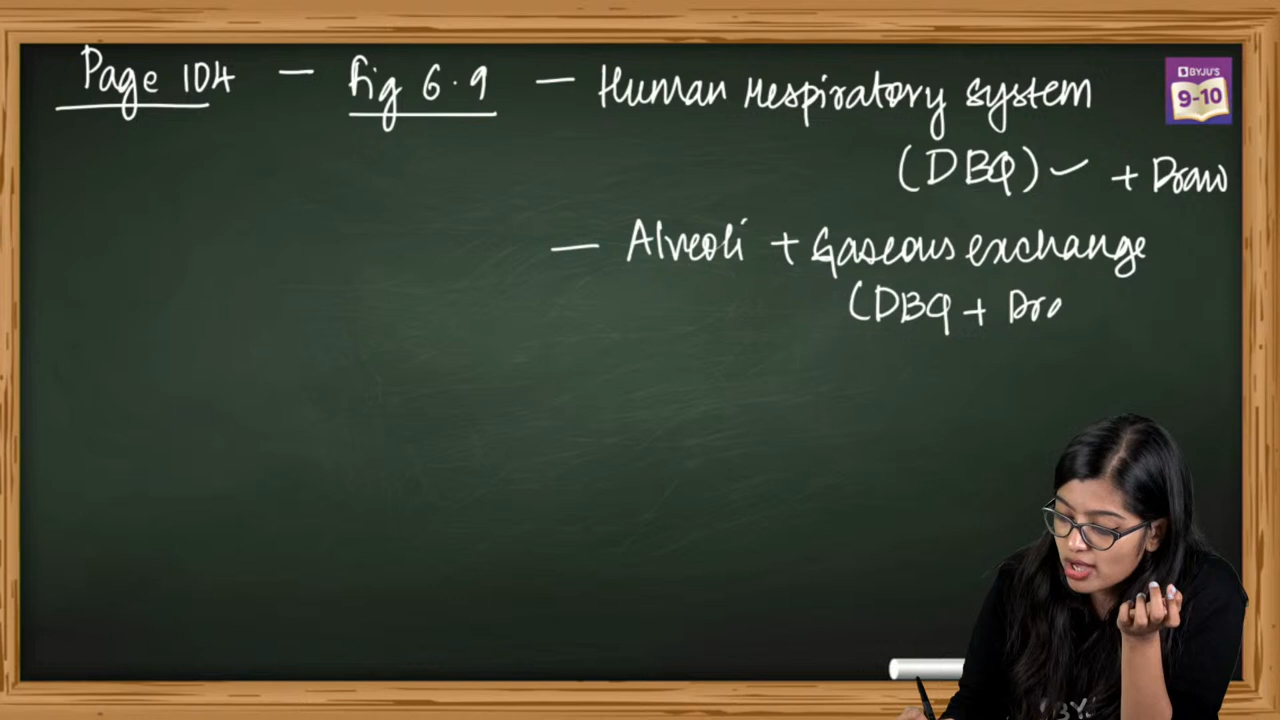 Page 104 — Fig 6.9 — Human respiratory system
(DBQ) ✓ + Draw
— Alveoli + Gaseous exchange
(DBQ + Dra
BYJU'S
9-10